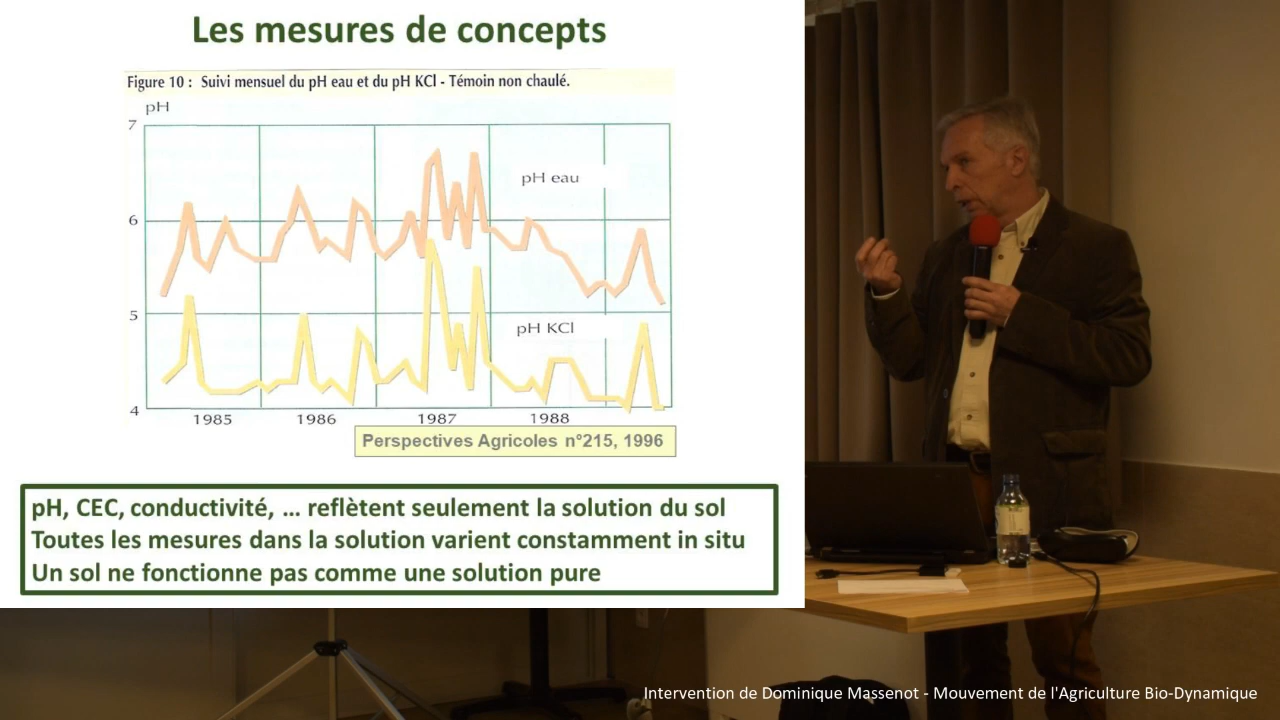 Les mesures de concepts
Figure 10 : Suivi mensuel du pH eau et du pH KCl - Témoin non chaulé.
pH
7
pH eau
6
5
pH KCl
4
1985 1986 1987 1988
Perspectives Agricoles n°215, 1996
pH, CEC, conductivité, ... reflètent seulement la solution du sol
Toutes les mesures dans la solution varient constamment in situ
Un sol ne fonctionne pas comme une solution pure
Intervention de Dominique Massenot - Mouvement de l'Agriculture Bio-Dynamique